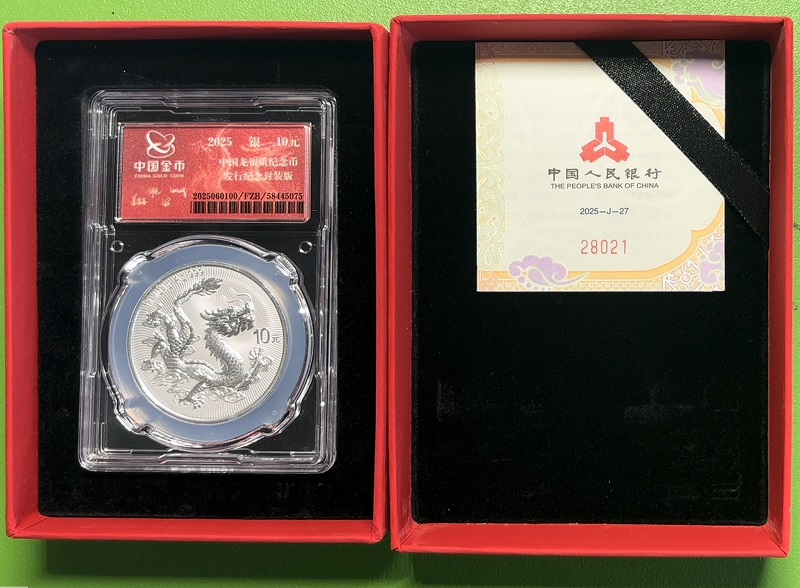 中国金币
CHINA GOLD COIN
2025 银 10元
中国龙银质纪念币
发行纪念封装版
2025060100/FZB/58445075
10元
中国人民银行
THE PEOPLE'S BANK OF CHINA
2025-J-27
28021